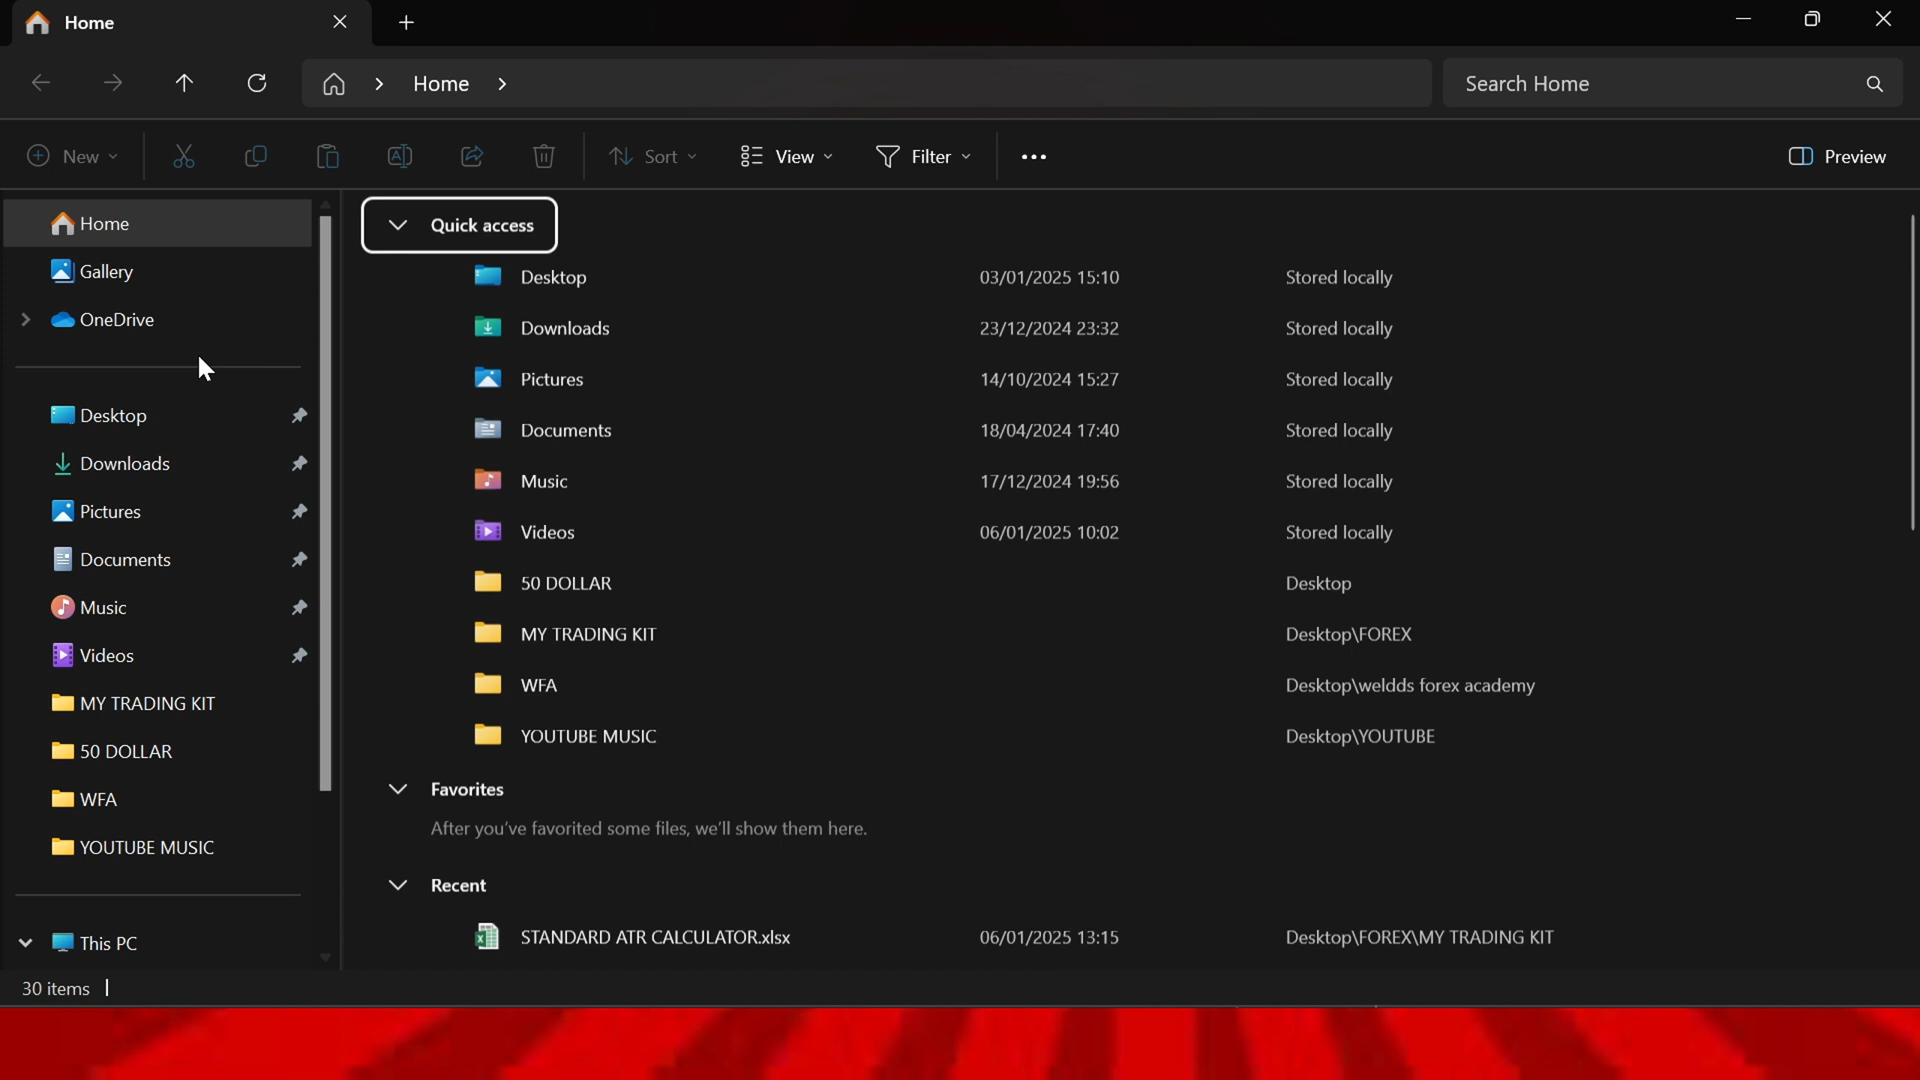 Home
Home
Search Home
New
Sort
View
Filter
Preview
Home
Gallery
OneDrive
Desktop
Downloads
Pictures
Documents
Music
Videos
MY TRADING KIT
50 DOLLAR
WFA
YOUTUBE MUSIC
This PC
Quick access
Desktop 03/01/2025 15:10 Stored locally
Downloads 23/12/2024 23:32 Stored locally
Pictures 14/10/2024 15:27 Stored locally
Documents 18/04/2024 17:40 Stored locally
Music 17/12/2024 19:56 Stored locally
Videos 06/01/2025 10:02 Stored locally
50 DOLLAR Desktop
MY TRADING KIT Desktop\FOREX
WFA Desktop\weldds forex academy
YOUTUBE MUSIC Desktop\YOUTUBE
Favorites
After you've favorited some files, we'll show them here.
Recent
STANDARD ATR CALCULATOR.xlsx 06/01/2025 13:15 Desktop\FOREX\MY TRADING KIT
30 items